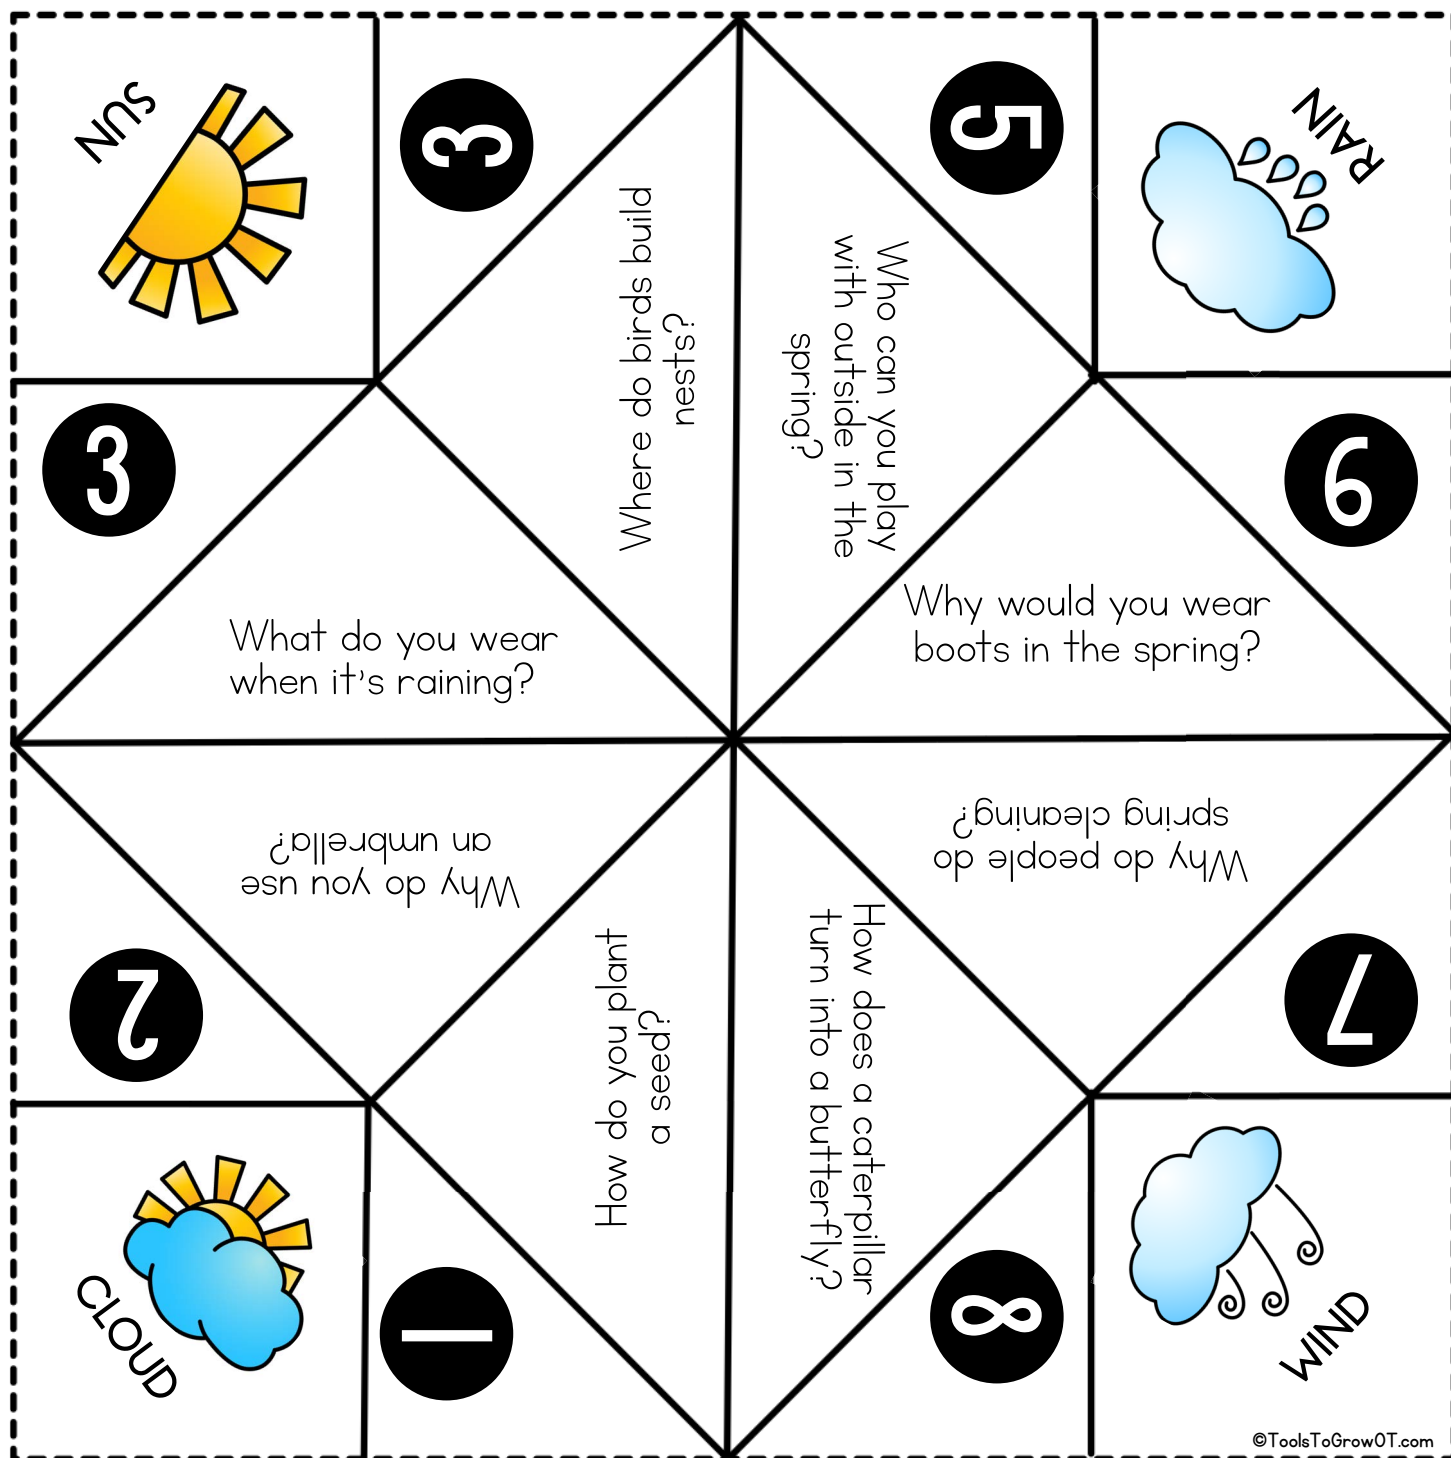 SUN
3
5
RAIN
3
Where do birds build
nests?
Who can you play
with outside in the
spring?
6
What do you wear
when it's raining?
Why would you wear
boots in the spring?
Why do you use
an umbrella?
Why do people do
spring cleaning?
2
How do you plant
a seed?
How does a caterpillar
turn into a butterfly?
7
CLOUD
1
8
WIND
©ToolsToGrowOT.com